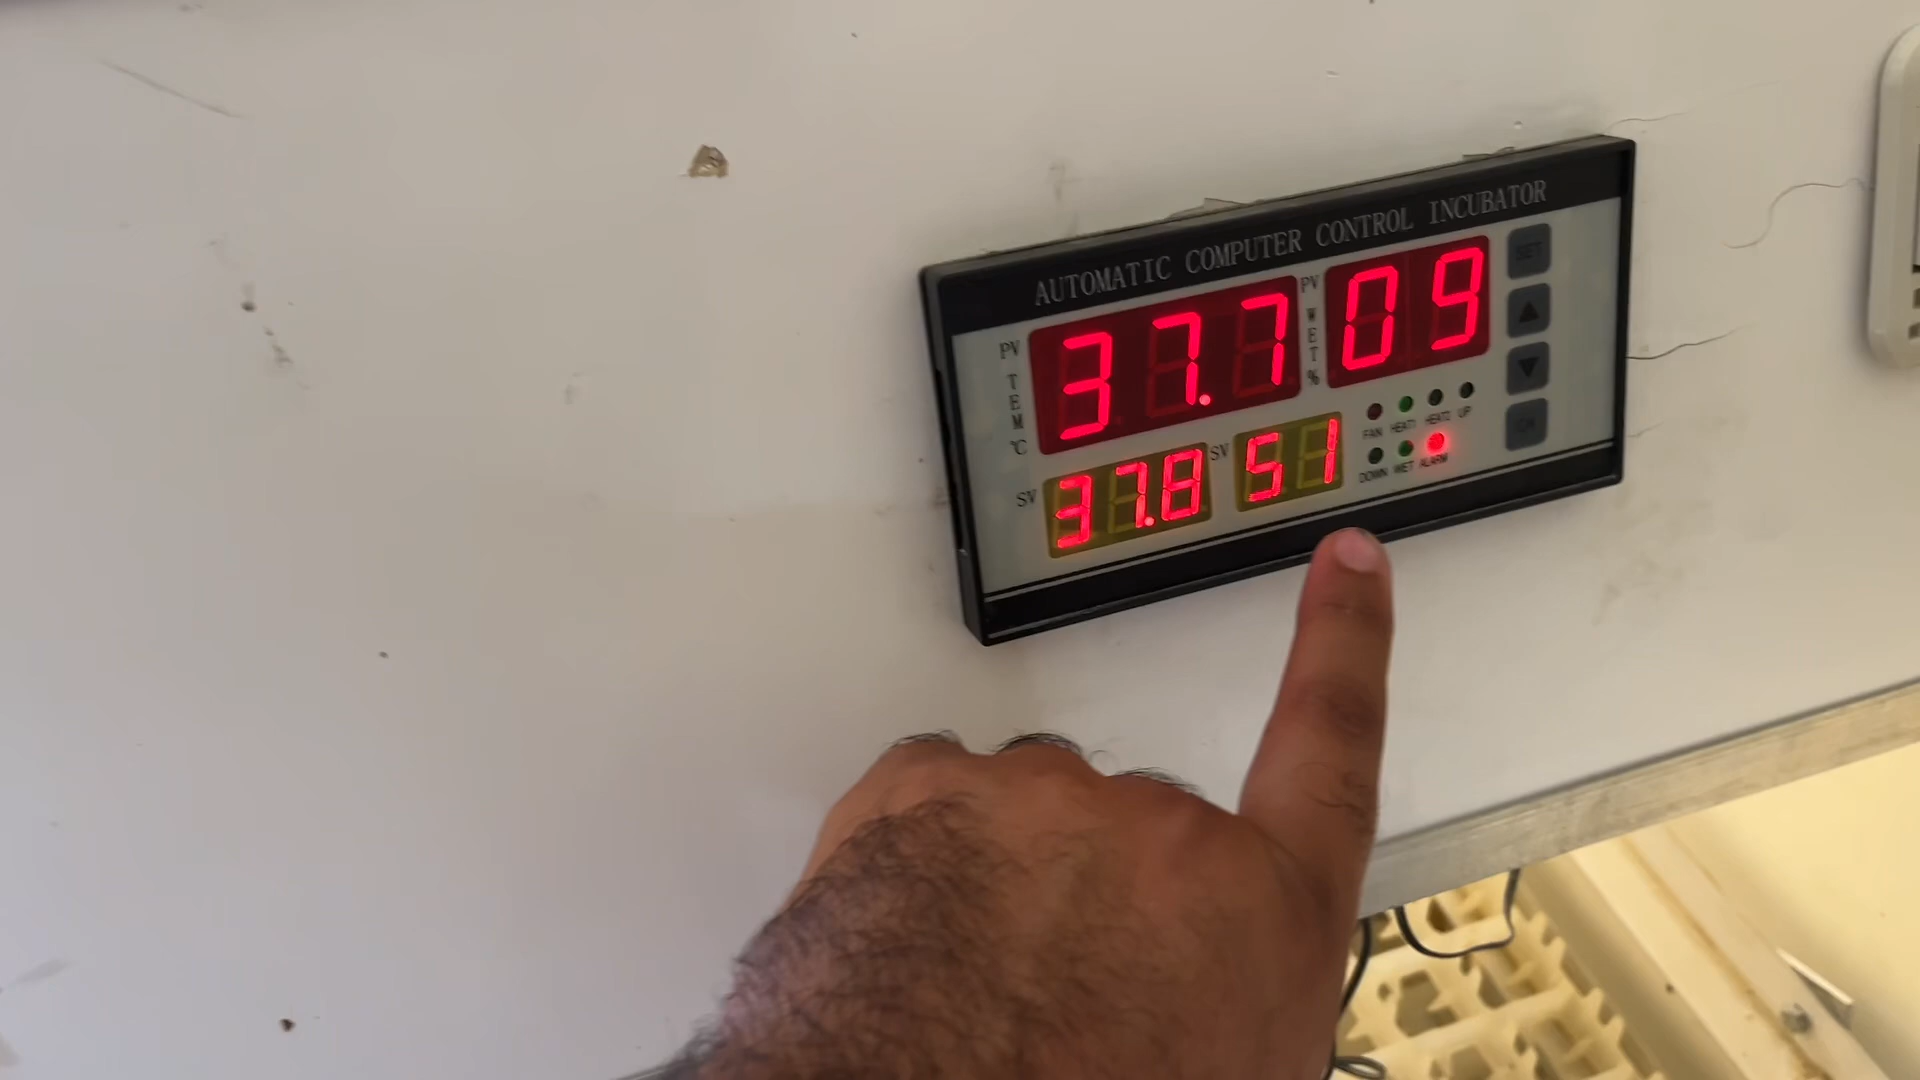 AUTOMATIC COMPUTER CONTROL INCUBATOR
PV TEM °C 37.7 PV WET% 09 SET
SV 37.8 SV 51
FAN HEAT1 HEAT2 UP
DOWN WET ALARM